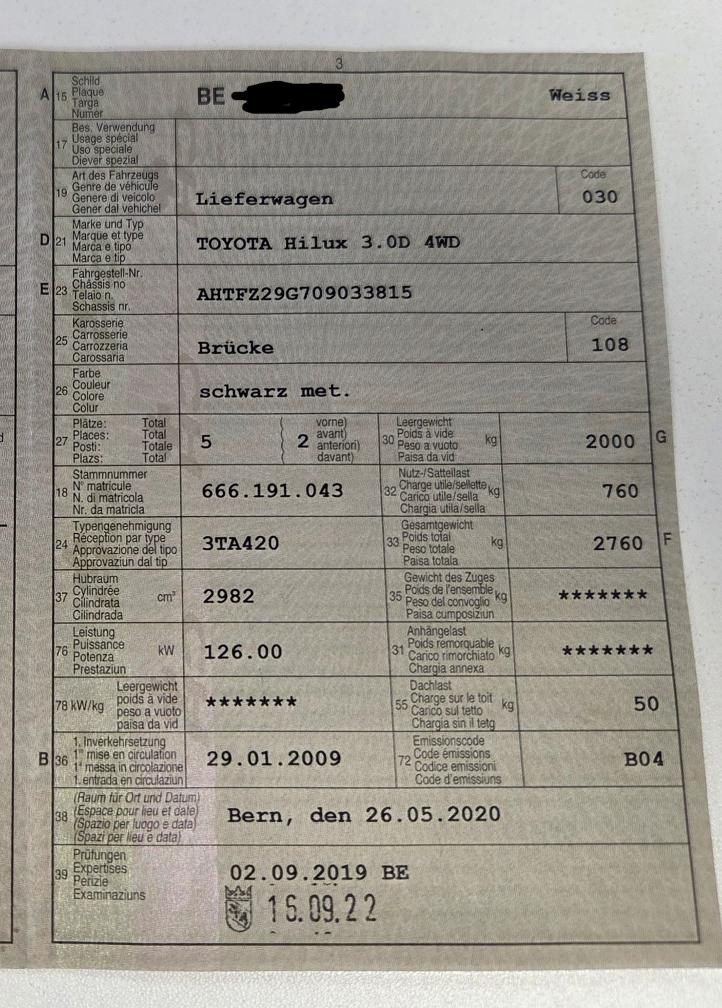 3
A 15 Schild
Plaque
Targa
Numer
BE
Weiss
17 Bes. Verwendung
Usage spécial
Uso speciale
Diever spezial
19 Art des Fahrzeugs
Genre de véhicule
Genere di veicolo
Gener dal vehichel
Lieferwagen
Code
030
D 21 Marke und Typ
Marque et type
Marca e tipo
Marca e tip
TOYOTA Hilux 3.0D 4WD
E 23 Fahrgestell-Nr.
Châssis no
Telaio n.
Schassis nr.
AHTFZ29G709033815
25 Karosserie
Carrosserie
Carrozzeria
Carossaria
Brücke
Code
108
26 Farbe
Couleur
Colore
Colur
schwarz met.
27 Plätze: Total
Places: Total
Posti: Totale
Plazs: Total
5
( 2 vorne)
avant)
anteriori)
davant)
30 Leergewicht
Poids à vide
Peso a vuoto
Paisa da vid
kg
2000 G
18 Stammnummer
N° matricule
N. di matricola
Nr. da matricla
666.191.043
32 Nutz-/Sattellast
Charge utile/sellette
Carico utile/sella
Chargia utila/sella
kg
760
24 Typengenehmigung
Réception par type
Approvazione del tipo
Approvaziun dal tip
3TA420
33 Gesamtgewicht
Poids total
Peso totale
Paisa totala
kg
2760 F
37 Hubraum
Cylindrée
Cilindrata
Cilindrada
cm³
2982
35 Gewicht des Zuges
Poids de l'ensemble
Peso del convoglio
Paisa cumposiziun
kg
*******
76 Leistung
Puissance
Potenza
Prestaziun
kW
126.00
31 Anhängelast
Poids remorquable
Carico rimorchiato
Chargia annexa
kg
*******
78 kW/kg Leergewicht
poids à vide
peso a vuoto
paisa da vid
*******
55 Dachlast
Charge sur le toit
Carico sul tetto
Chargia sin il tetg
kg
50
B 36 1. Inverkehrsetzung
1re mise en circulation
1a messa in circolazione
1. entrada en circulaziun
29.01.2009
72 Emissionscode
Code émissions
Codice emissioni
Code d'emissiuns
B04
38 (Raum für Ort und Datum)
(Espace pour lieu et date)
(Spazio per luogo e data)
(Spazi per lieu e data)
Bern, den 26.05.2020
39 Prüfungen
Expertises
Perizie
Examinaziuns
02.09.2019 BE
16.09.22